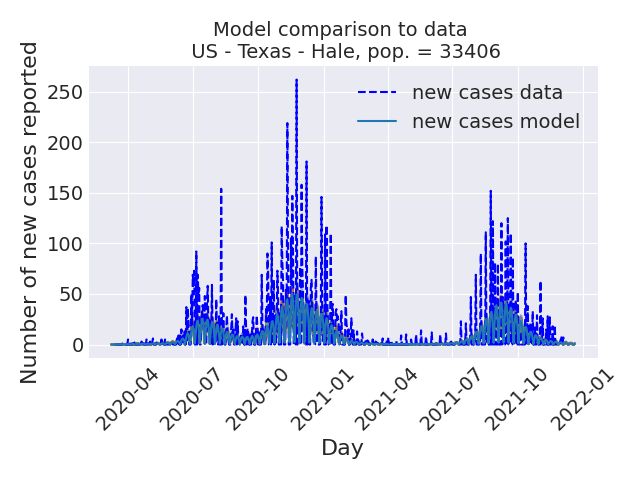 Model comparison to data
US - Texas - Hale, pop. = 33406
Number of new cases reported
250
200
150
100
50
0
new cases data
new cases model
2020-04
2020-07
2020-10
2021-01
2021-04
2021-07
2021-10
2022-01
Day